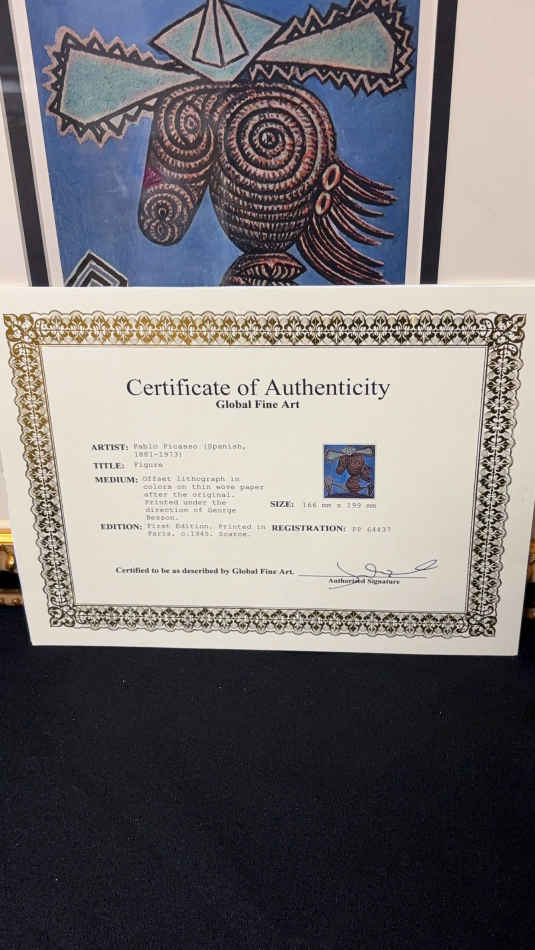 Certificate of Authenticity
Global Fine Art
ARTIST: Pablo Picasso (Spanish,
1881-1973)
TITLE: Figure
MEDIUM: Offset lithograph in
colors on thin wove paper
after the original.
Printed under the
direction of George
Besson.
SIZE: 166 mm x 199 mm
EDITION: First Edition. Printed in
Paris, c.1945. Scarce.
REGISTRATION: PP 64837
Certified to be as described by Global Fine Art.
Authorized Signature